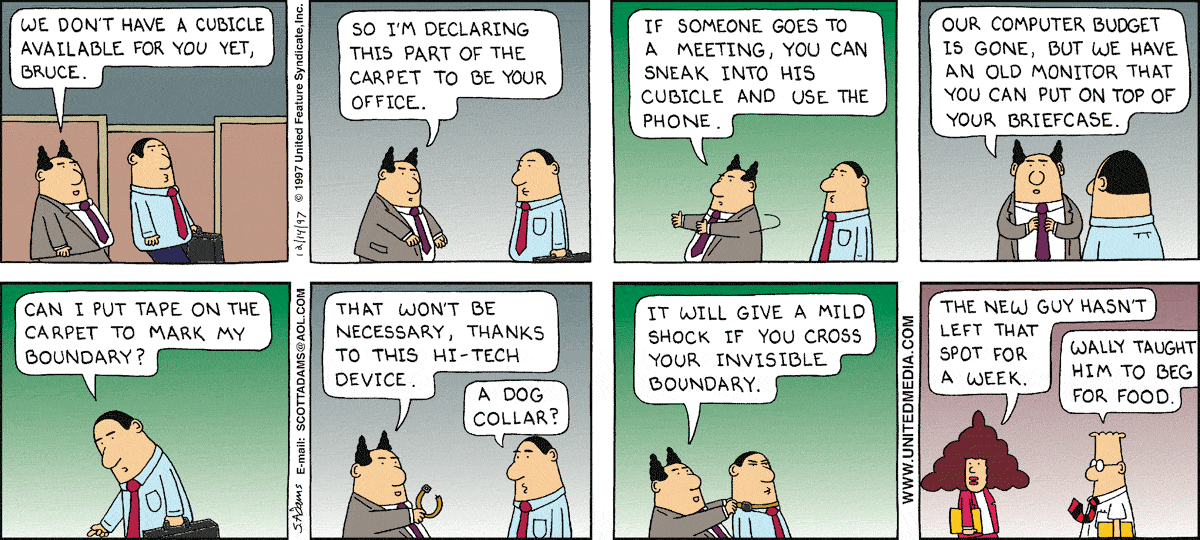 WE DON'T HAVE A CUBICLE
AVAILABLE FOR YOU YET,
BRUCE.
12/14/97 © 1997 United Feature Syndicate, Inc.
SO I'M DECLARING
THIS PART OF THE
CARPET TO BE YOUR
OFFICE.
IF SOMEONE GOES TO
A MEETING, YOU CAN
SNEAK INTO HIS
CUBICLE AND USE THE
PHONE.
OUR COMPUTER BUDGET
IS GONE, BUT WE HAVE
AN OLD MONITOR THAT
YOU CAN PUT ON TOP OF
YOUR BRIEFCASE.
CAN I PUT TAPE ON THE
CARPET TO MARK MY
BOUNDARY?
S.Adams E-mail: SCOTTADAMS@AOL.COM
THAT WON'T BE
NECESSARY, THANKS
TO THIS HI-TECH
DEVICE.
A DOG
COLLAR?
IT WILL GIVE A MILD
SHOCK IF YOU CROSS
YOUR INVISIBLE
BOUNDARY.
WWW.UNITEDMEDIA.COM
THE NEW GUY HASN'T
LEFT THAT
SPOT FOR
A WEEK.
WALLY TAUGHT
HIM TO BEG
FOR FOOD.